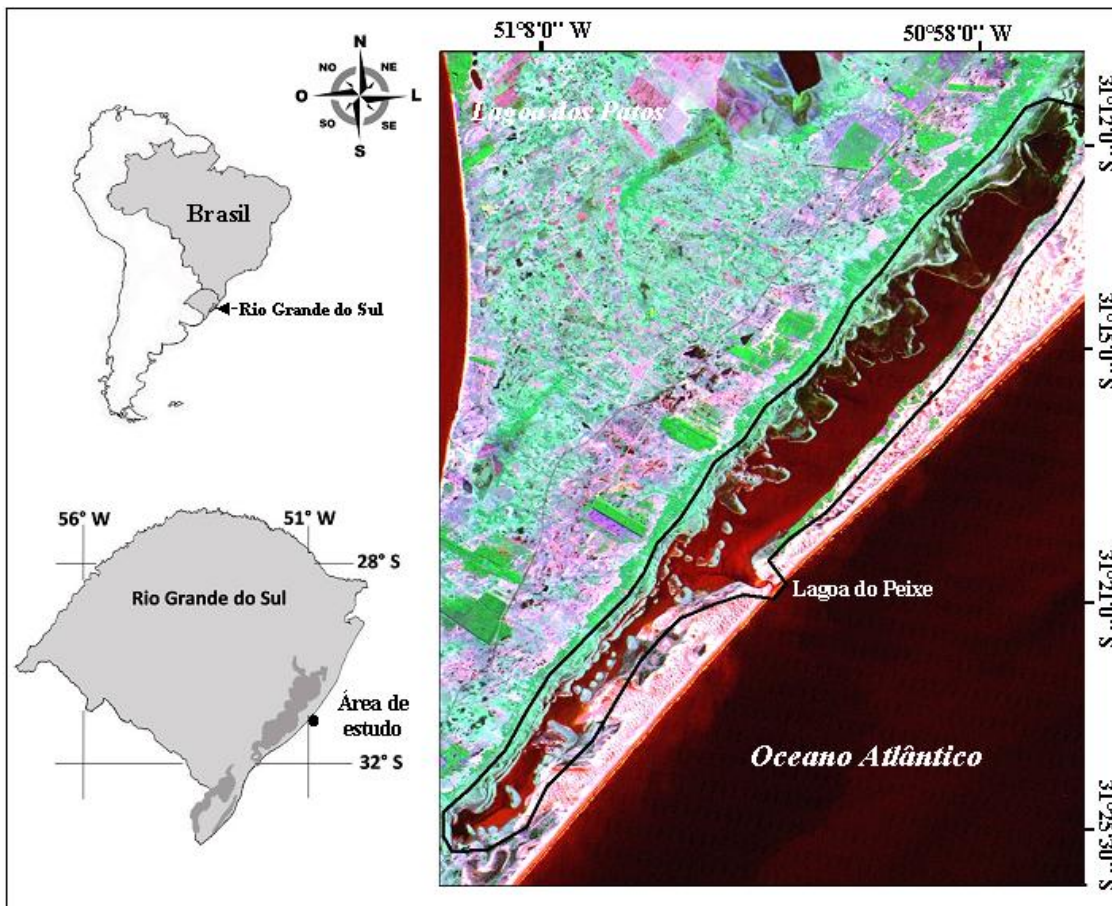 N
NO
NE
O
L
SO
SE
S
Brasil
Rio Grande do Sul
56° W
51° W
28° S
Rio Grande do Sul
Área de
estudo
32° S
51°8'0'' W
50°58'0'' W
Lagoa dos Patos
31°12'0'' S
31°15'0'' S
Lagoa do Peixe
31°21'0'' S
Oceano Atlântico
31°25'30'' S